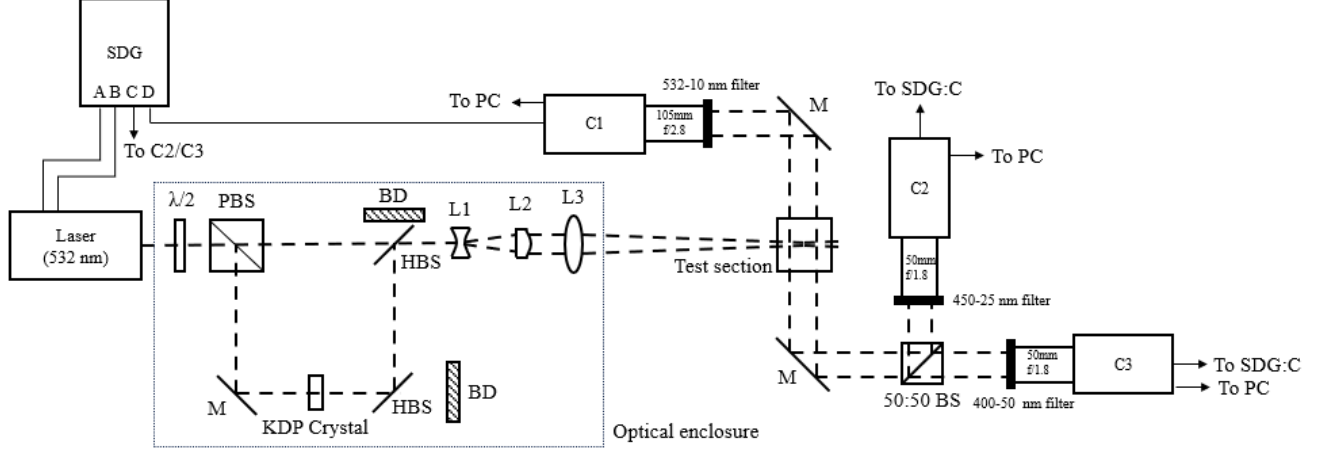 SDG
A B C D
To C2/C3
Laser
(532 nm)
λ/2
PBS
BD
HBS
L1
L2
L3
M
KDP Crystal
HBS
BD
Optical enclosure
Test section
To PC
C1
105mm
f/2.8
532-10 nm filter
M
M
To SDG:C
C2
To PC
50mm
f/1.8
450-25 nm filter
50:50 BS
50mm
f/1.8
400-50 nm filter
C3
To SDG:C
To PC